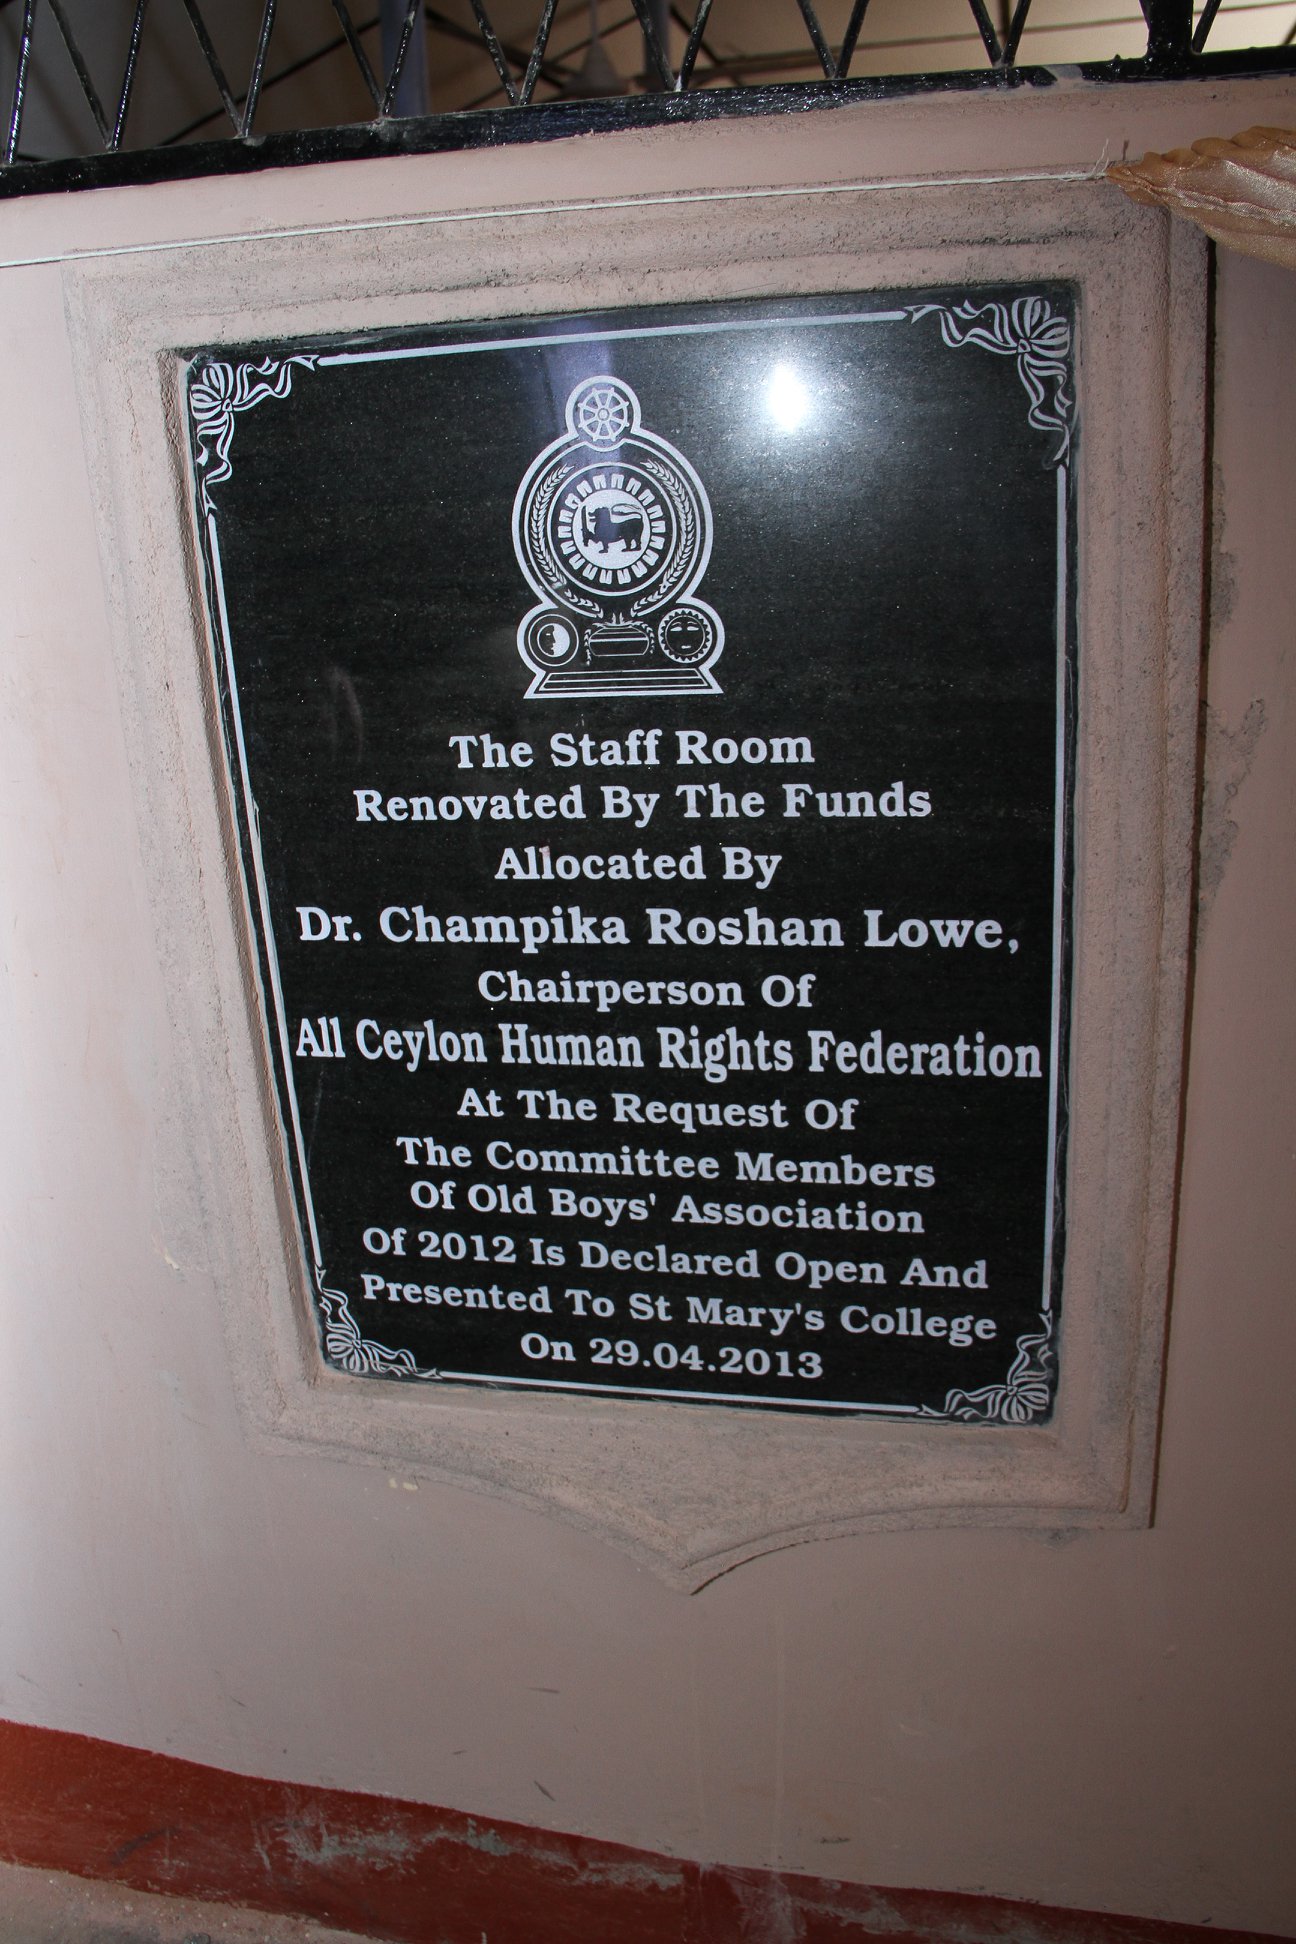 The Staff Room
Renovated By The Funds
Allocated By
Dr. Champika Roshan Lowe,
Chairperson Of
All Ceylon Human Rights Federation
At The Request Of
The Committee Members
Of Old Boys' Association
Of 2012 Is Declared Open And
Presented To St Mary's College
On 29.04.2013